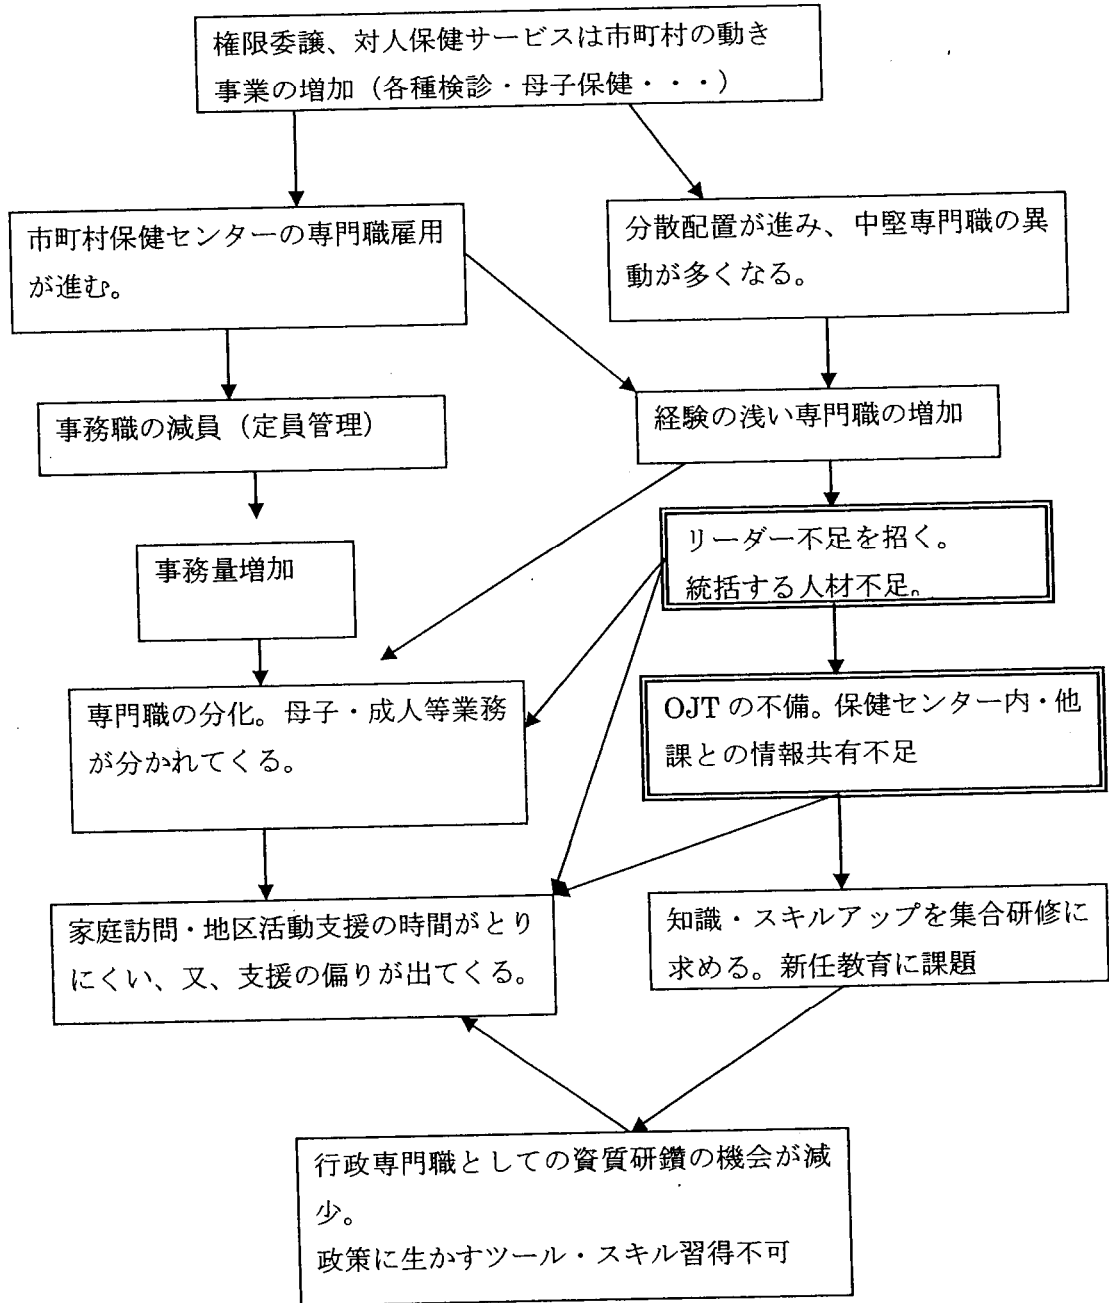 権限委譲、対人保健サービスは市町村の動き
事業の増加(各種検診・母子保健・・・)
市町村保健センターの専門職雇用
が進む。
分散配置が進み、中堅専門職の異
動が多くなる。
事務職の減員(定員管理)
経験の浅い専門職の増加
事務量増加
リーダー不足を招く。
統括する人材不足。
専門職の分化。母子・成人等業務
が分かれてくる。
OJT の不備。保健センター内・他
課との情報共有不足
家庭訪問・地区活動支援の時間がとり
にくい、又、支援の偏りが出てくる。
知識・スキルアップを集合研修に
求める。新任教育に課題
行政専門職としての資質研鑽の機会が減
少。
政策に生かすツール・スキル習得不可